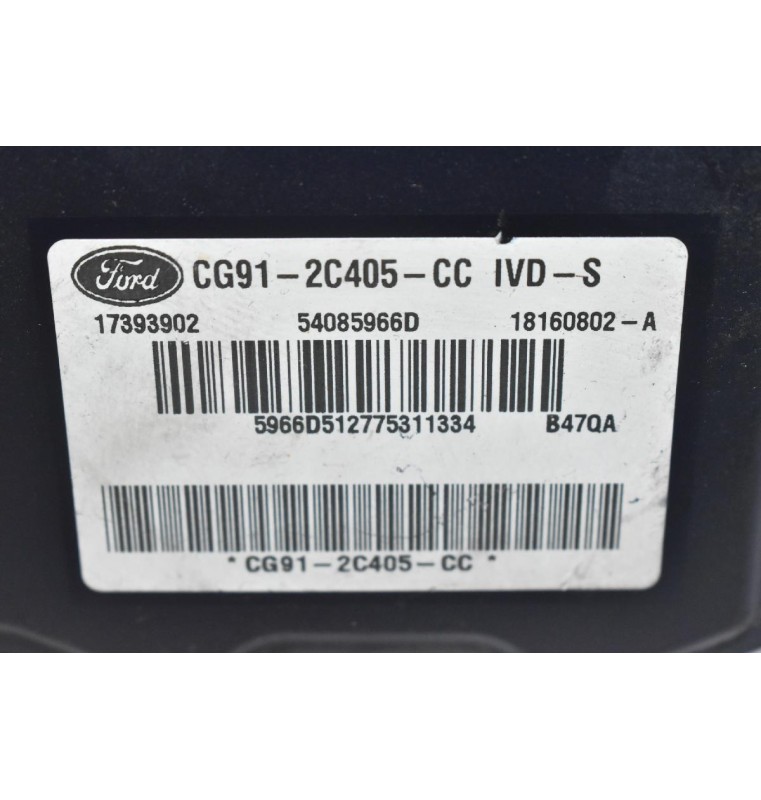 Ford CG91-2C405-CC IVD-S
17393902 54085966D 18160802-A
5966D512775311334 B47QA
*CG91-2C405-CC*